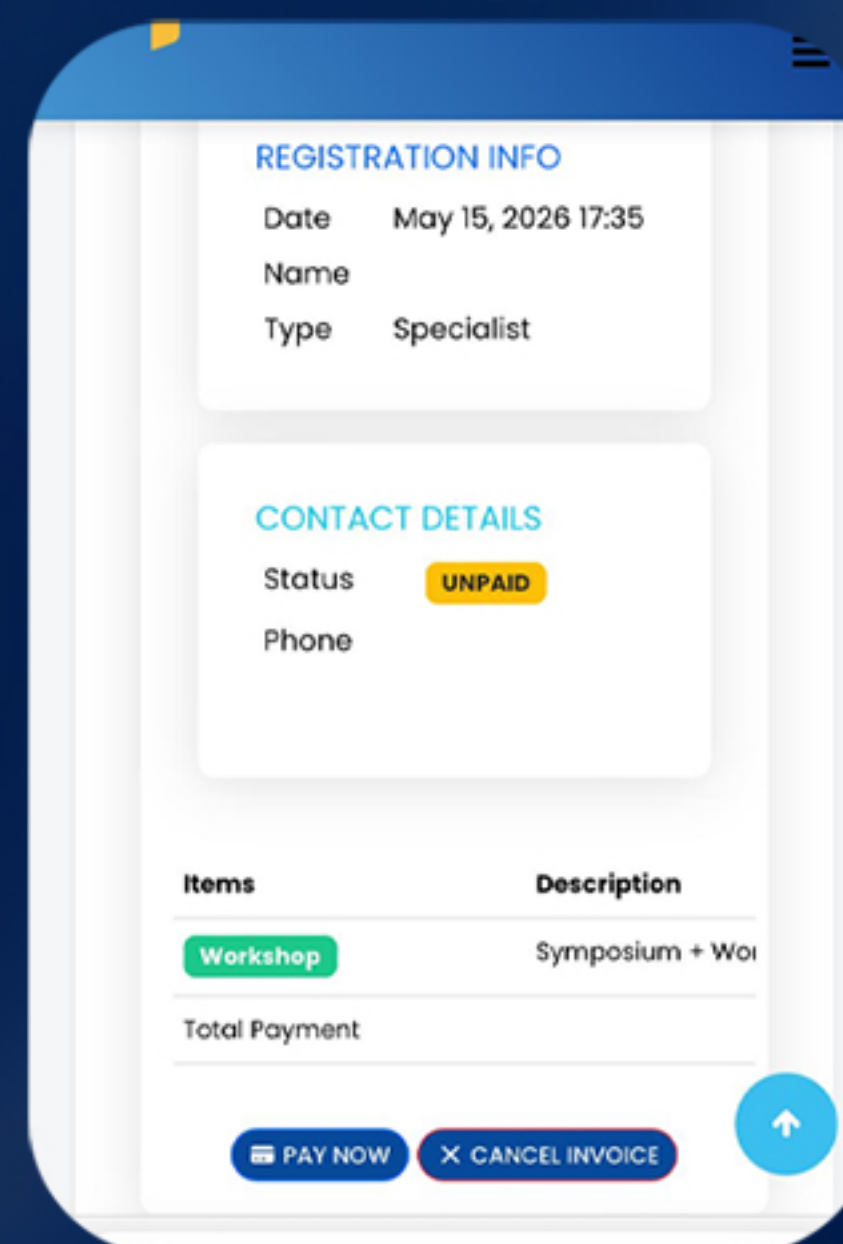 REGISTRATION INFO
Date May 15, 2026 17:35
Name
Type Specialist
CONTACT DETAILS
Status UNPAID
Phone
Items Description
Workshop Symposium +
Total Payment
PAY NOW X CANCEL INVOICE